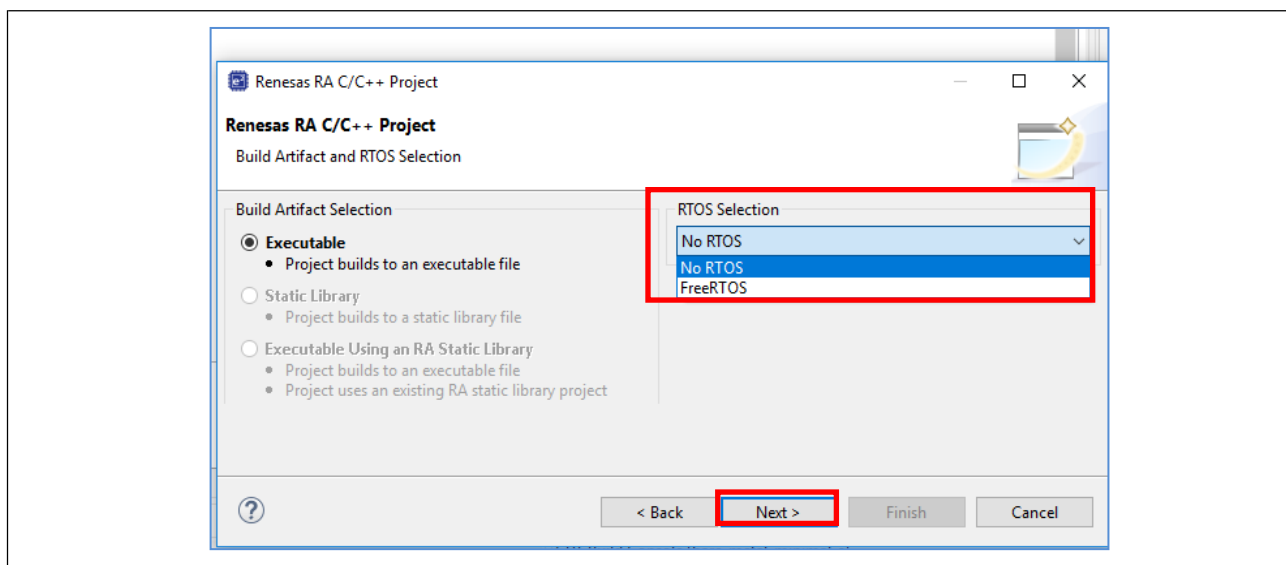 Renesas RA C/C++ Project
Renesas RA C/C++ Project
Build Artifact and RTOS Selection
Build Artifact Selection
Executable
• Project builds to an executable file
Static Library
• Project builds to a static library file
Executable Using an RA Static Library
• Project builds to an executable file
• Project uses an existing RA static library project
RTOS Selection
No RTOS
No RTOS
FreeRTOS
?
< Back
Next >
Finish
Cancel